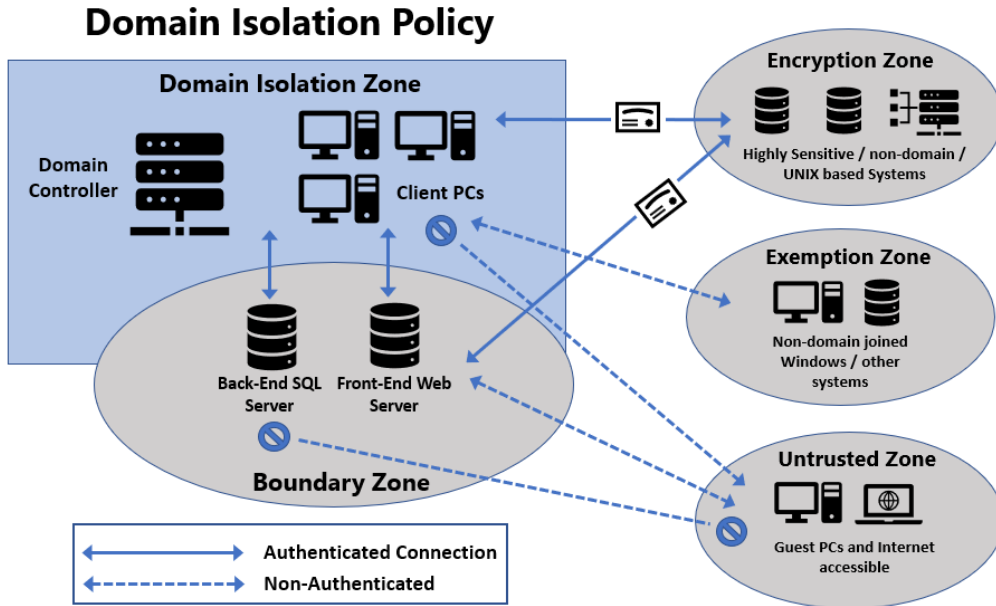 Domain Isolation Policy
Domain Isolation Zone
Domain
Controller
Client PCs
Back-End SQL
Server
Front-End Web
Server
Boundary Zone
Encryption Zone
Highly Sensitive / non-domain /
UNIX based Systems
Exemption Zone
Non-domain joined
Windows / other
systems
Untrusted Zone
Guest PCs and Internet
accessible
Authenticated Connection
Non-Authenticated